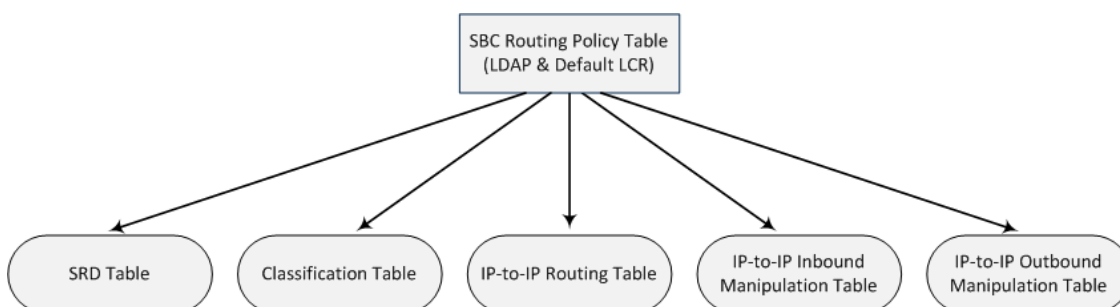 SBC Routing Policy Table
(LDAP & Default LCR)
SRD Table
Classification Table
IP-to-IP Routing Table
IP-to-IP Inbound
Manipulation Table
IP-to-IP Outbound
Manipulation Table